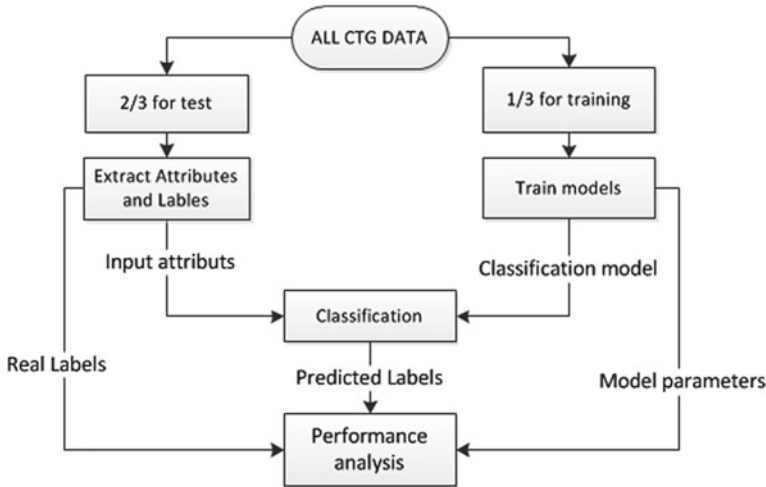 ALL CTG DATA
2/3 for test
1/3 for training
Extract Attributes
and Lables
Train models
Input attributs
Classification model
Classification
Real Labels
Predicted Labels
Model parameters
Performance
analysis